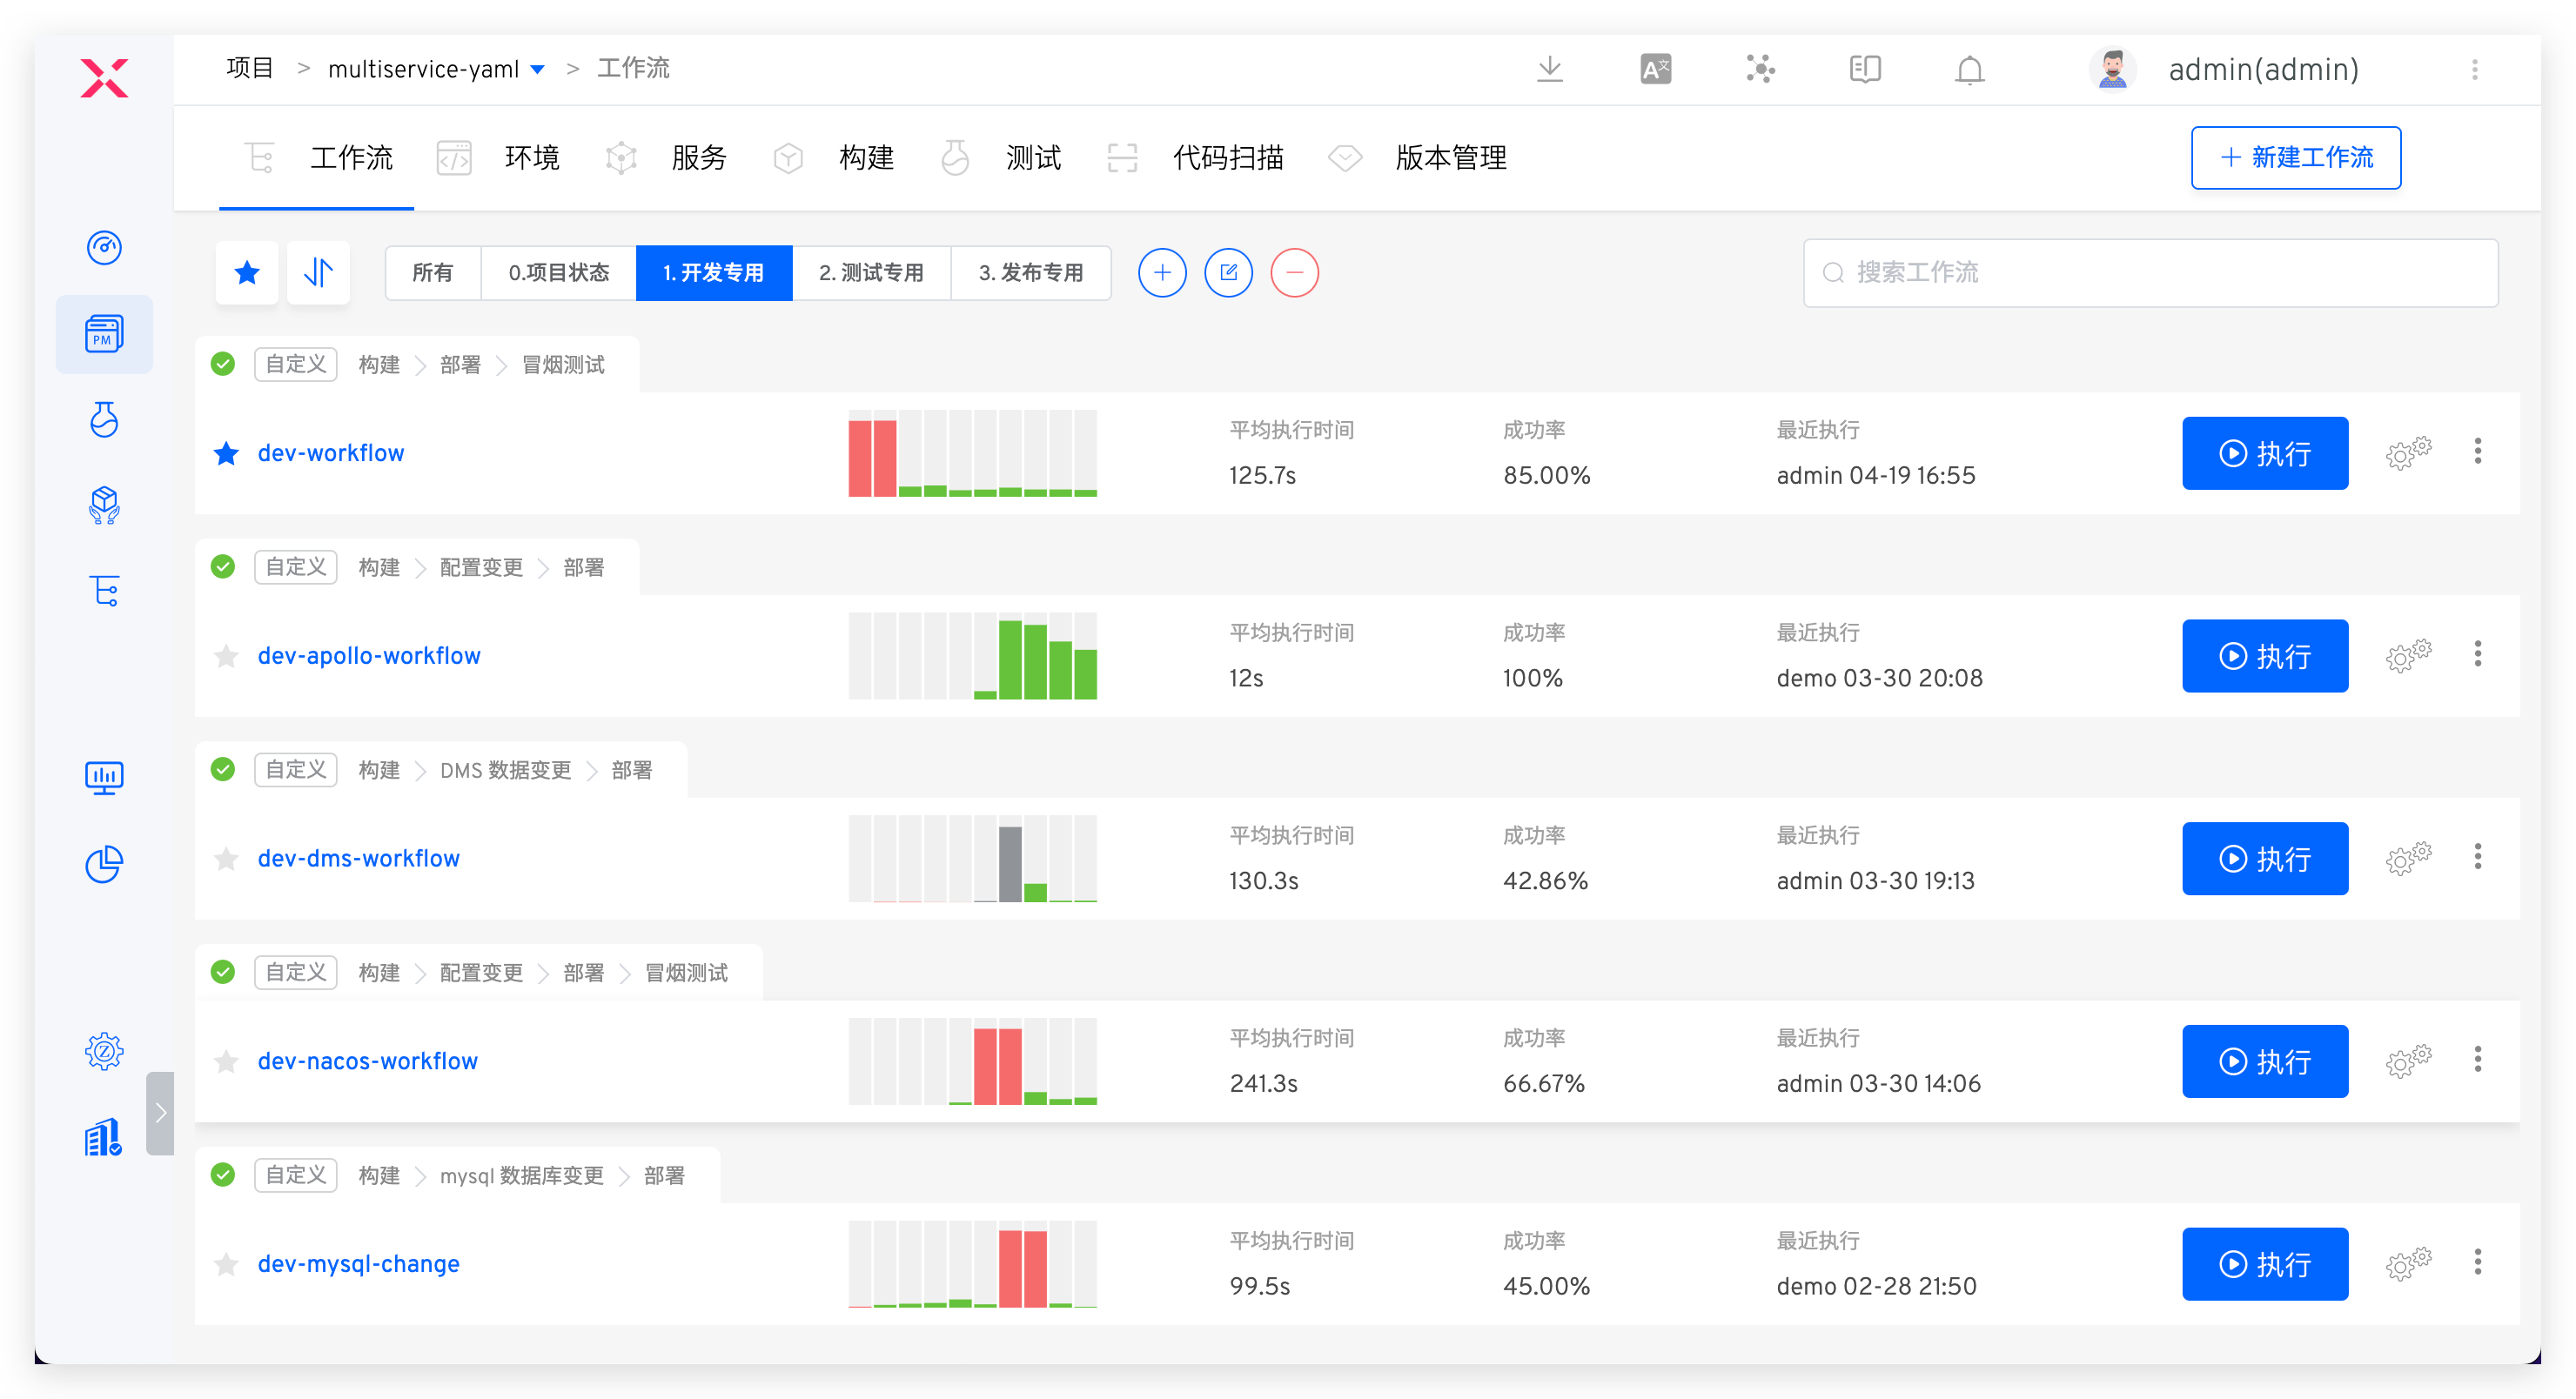 项目 > multiservice-yaml > 工作流
admin(admin)
工作流 环境 服务 构建 测试 代码扫描 版本管理
新建工作流
所有 0.项目状态 1. 开发专用 2. 测试专用 3. 发布专用
搜索工作流
PM
自定义 构建 部署 冒烟测试
dev-workflow
平均执行时间 成功率 最近执行
125.7s 85.00% admin 04-19 16:55
执行
自定义 构建 配置变更 部署
dev-apollo-workflow
平均执行时间 成功率 最近执行
12s 100% demo 03-30 20:08
执行
自定义 构建 DMS 数据变更 部署
dev-dms-workflow
平均执行时间 成功率 最近执行
130.3s 42.86% admin 03-30 19:13
执行
自定义 构建 配置变更 部署 冒烟测试
dev-nacos-workflow
平均执行时间 成功率 最近执行
241.3s 66.67% admin 03-30 14:06
执行
自定义 构建 mysql 数据库变更 部署
dev-mysql-change
平均执行时间 成功率 最近执行
99.5s 45.00% demo 02-28 21:50
执行